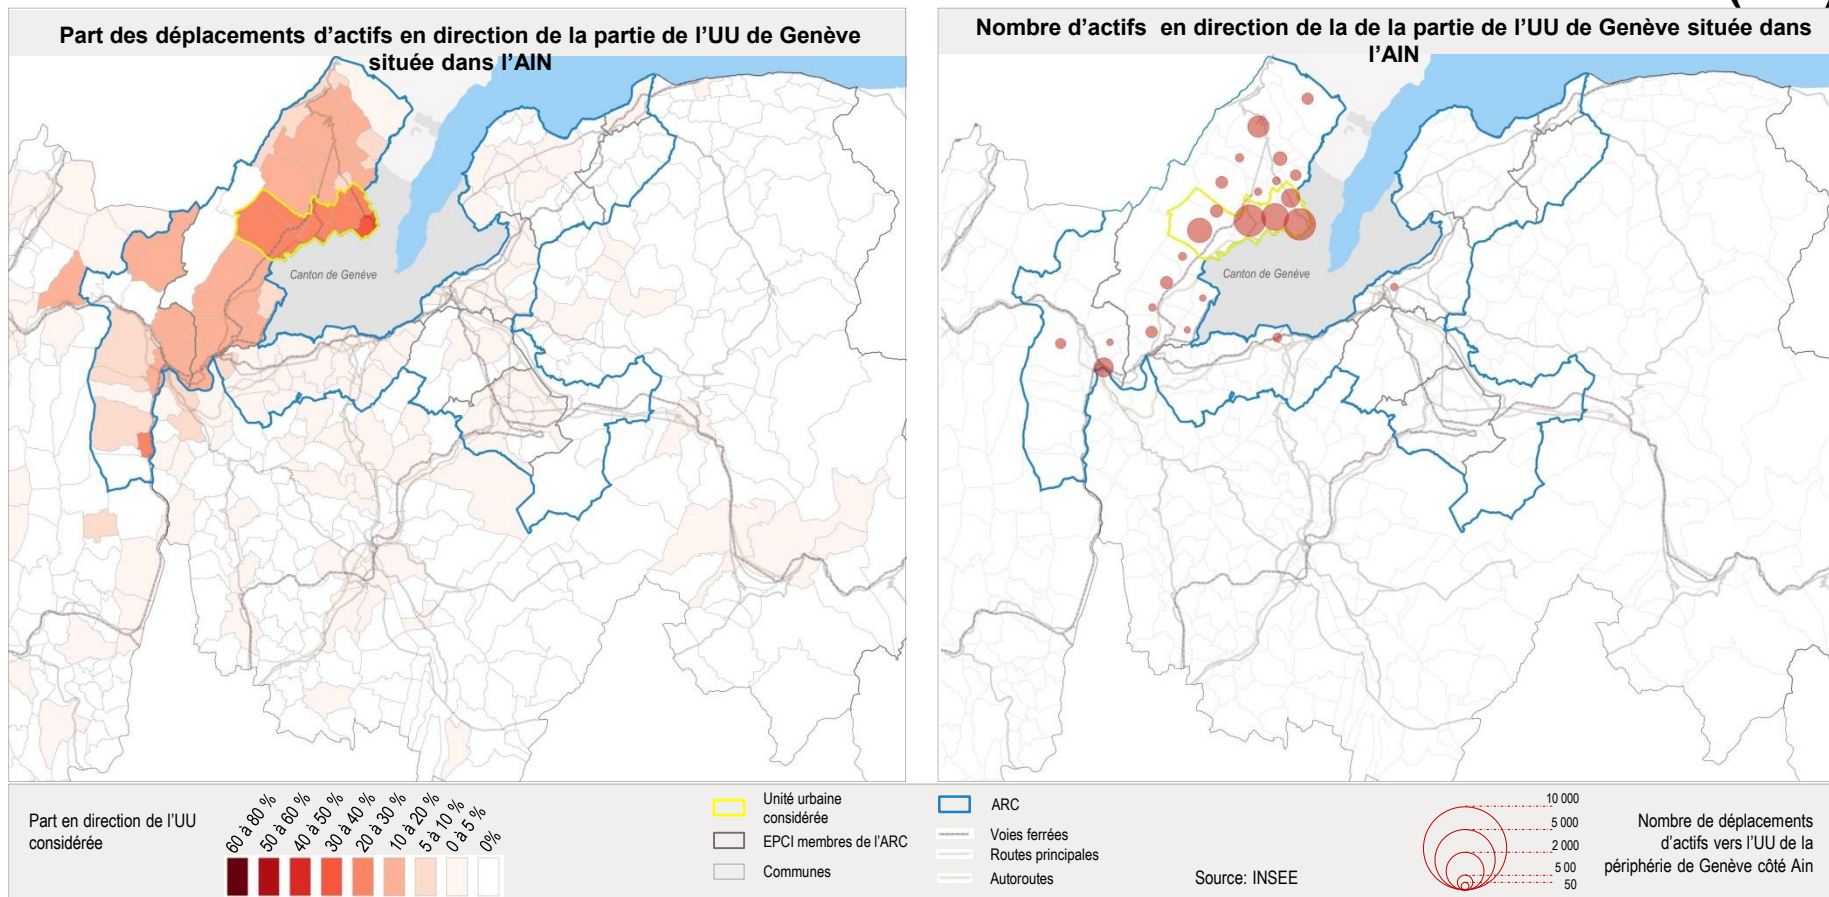 Part des déplacements d'actifs en direction de la partie de l'UU de Genève
située dans l'AIN
Canton de Genéve
Nombre d'actifs en direction de la de la partie de l'UU de Genève située dans
l'AIN
Canton de Genéve
Part en direction de l'UU
considérée
60 à 80 %
50 à 60 %
40 à 50 %
30 à 40 %
20 à 30 %
10 à 20 %
5 à 10 %
0 à 5 %
0%
Unité urbaine
considérée
EPCI membres de l'ARC
Communes
ARC
Voies ferrées
Routes principales
Autoroutes
Source: INSEE
10 000
5 000
2 000
500
50
Nombre de déplacements
d'actifs vers l'UU de la
périphérie de Genève côté Ain